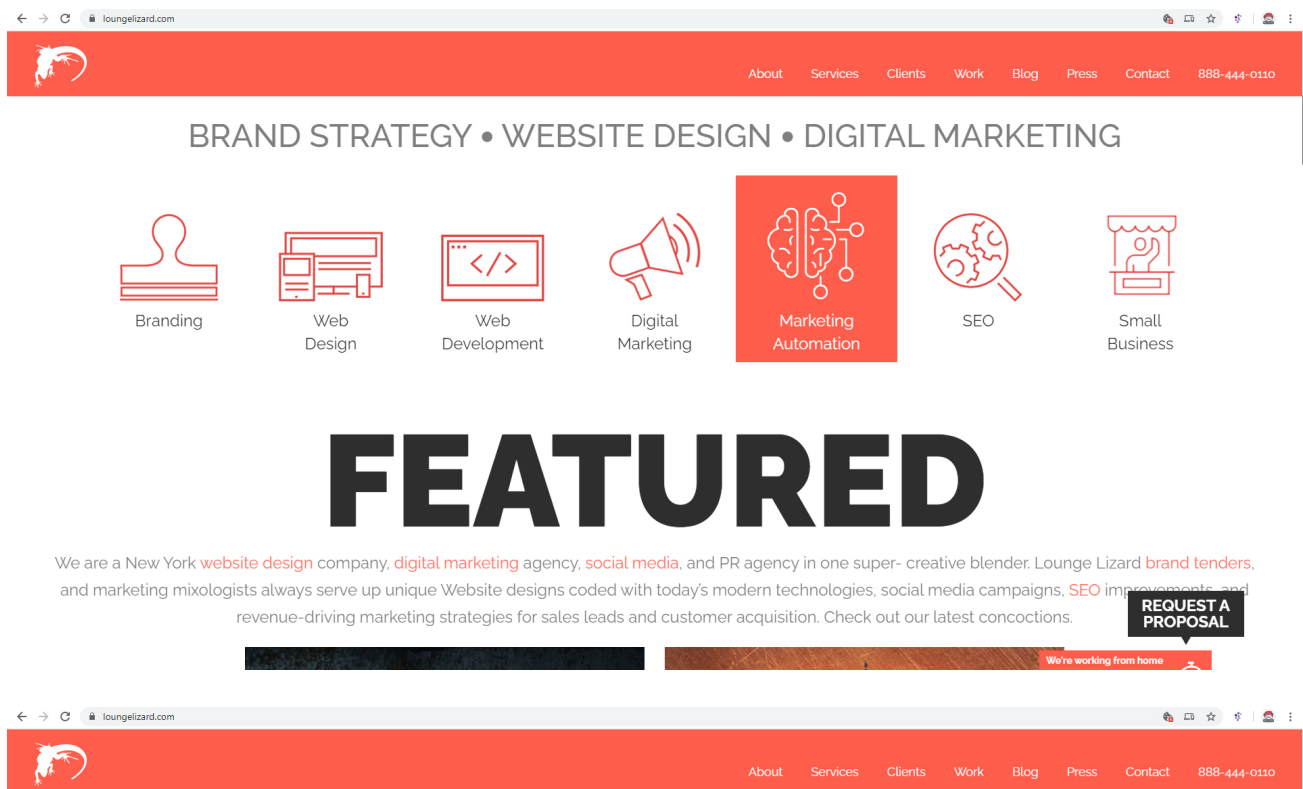 loungelizard.com
About Services Clients Work Blog Press Contact 888-444-0110
BRAND STRATEGY • WEBSITE DESIGN • DIGITAL MARKETING
</>
Branding
Web
Design
Web
Development
Digital
Marketing
Marketing
Automation
SEO
Small
Business
FEATURED
We are a New York website design company, digital marketing agency, social media, and PR agency in one super- creative blender. Lounge Lizard brand tenders,
and marketing mixologists always serve up unique Website designs coded with today's modern technologies, social media campaigns, SEO improvements, and
revenue-driving marketing strategies for sales leads and customer acquisition. Check out our latest concoctions.
REQUEST A
PROPOSAL
We're working from home
loungelizard.com
About Services Clients Work Blog Press Contact 888-444-0110